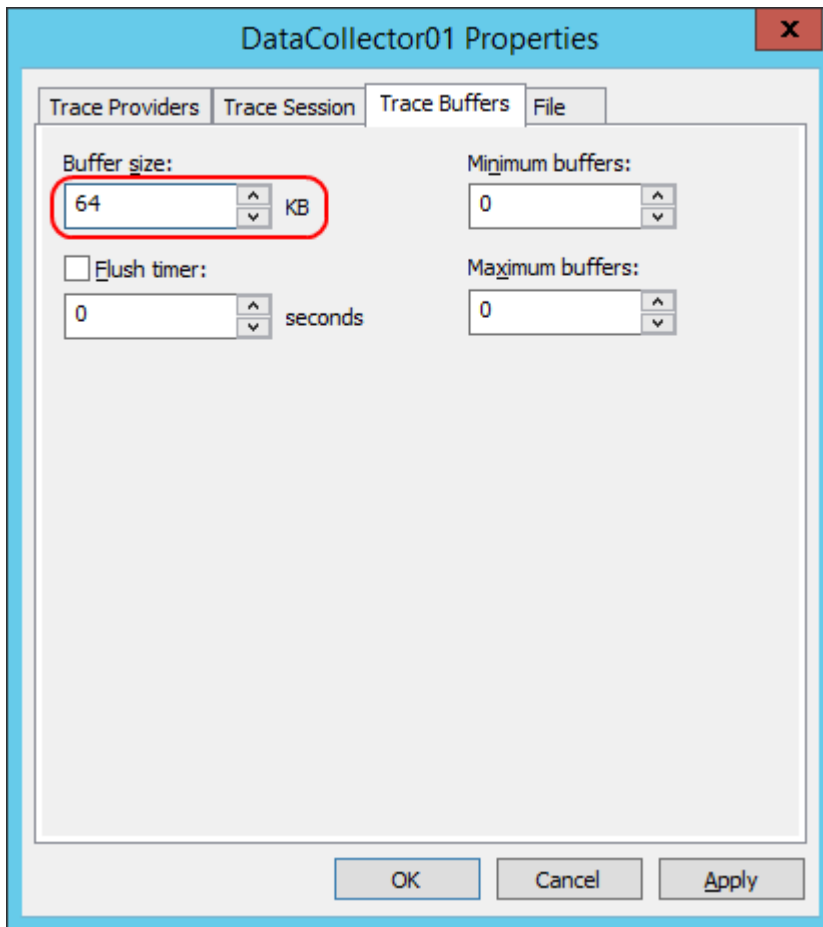 DataCollector01 Properties
x
Trace Providers Trace Session Trace Buffers File
Buffer size: Minimum buffers:
64 KB 0
Flush timer: Maximum buffers:
0 seconds 0
OK Cancel Apply